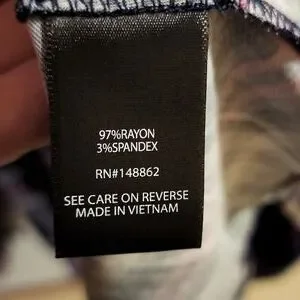 97%RAYON
3%SPANDEX
RN#148862
SEE CARE ON REVERSE
MADE IN VIETNAM